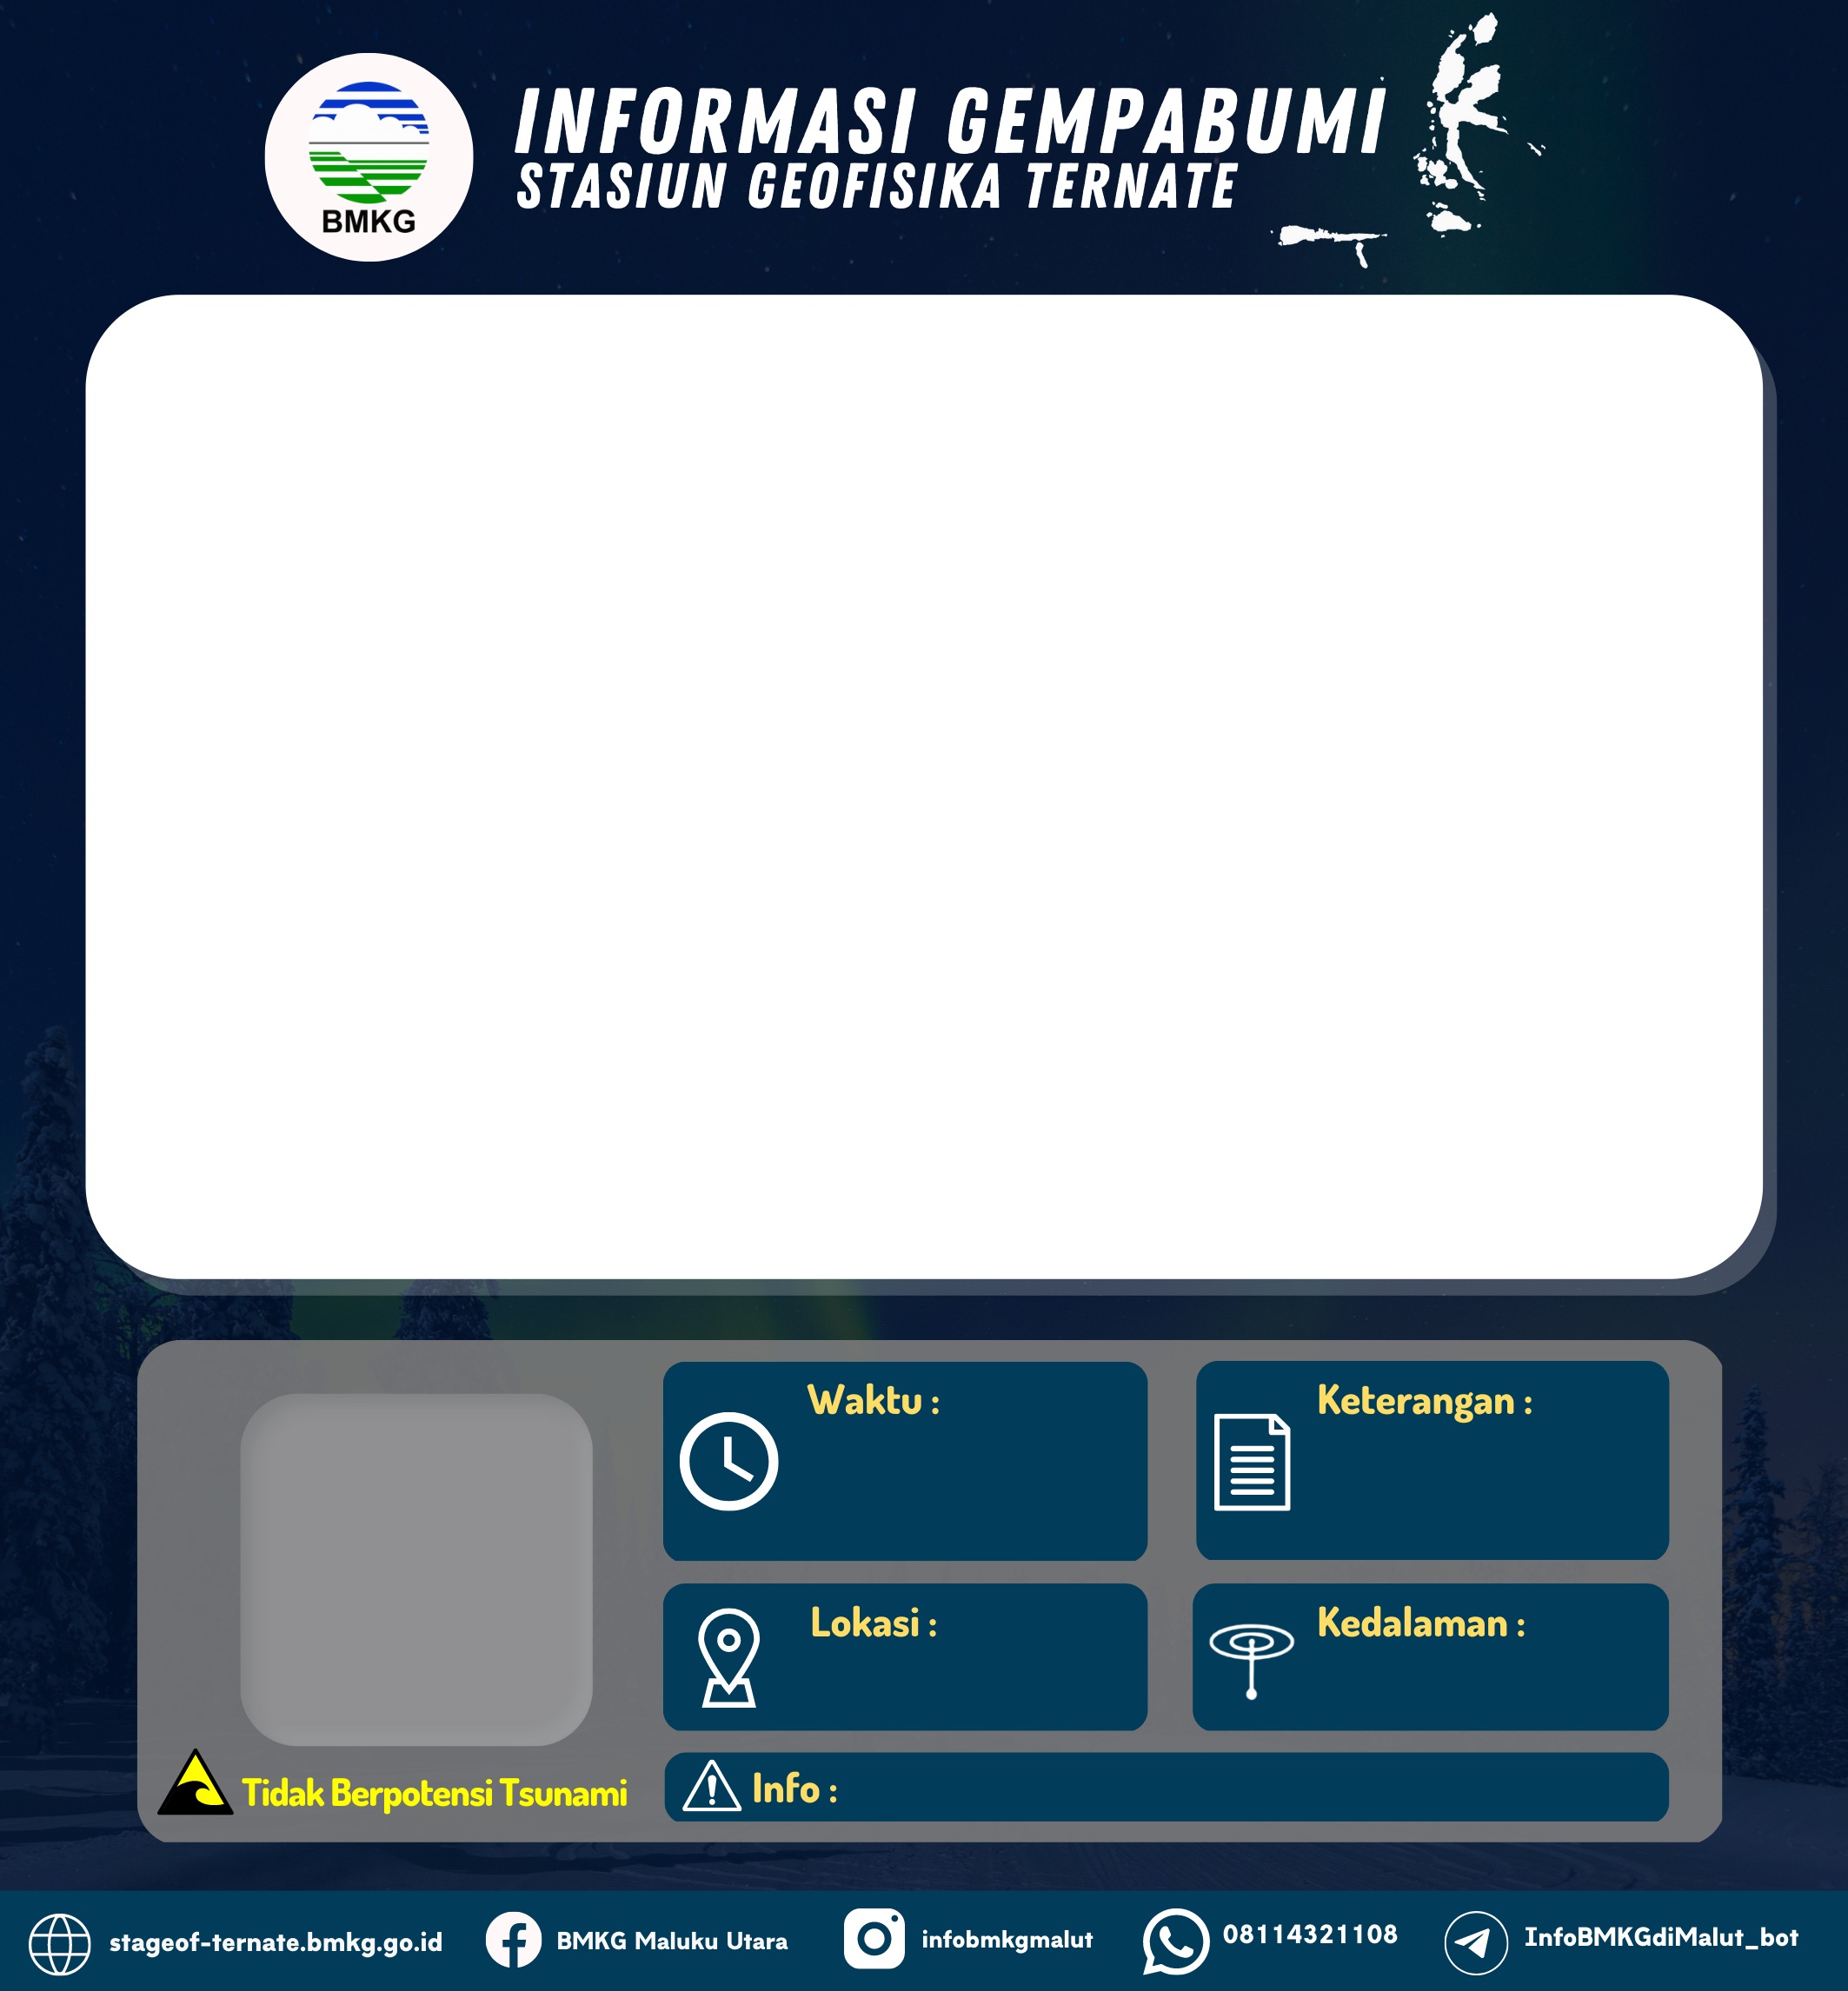 INFORMASI GEMPABUMI
STASIUN GEOFISIKA TERNATE
BMKG
Waktu :
Keterangan :
Lokasi :
Kedalaman :
Tidak Berpotensi Tsunami
Info :
stageof-ternate.bmkg.go.id
BMKG Maluku Utara
infobmkgmalut
08114321108
InfoBMKGdiMalut_bot